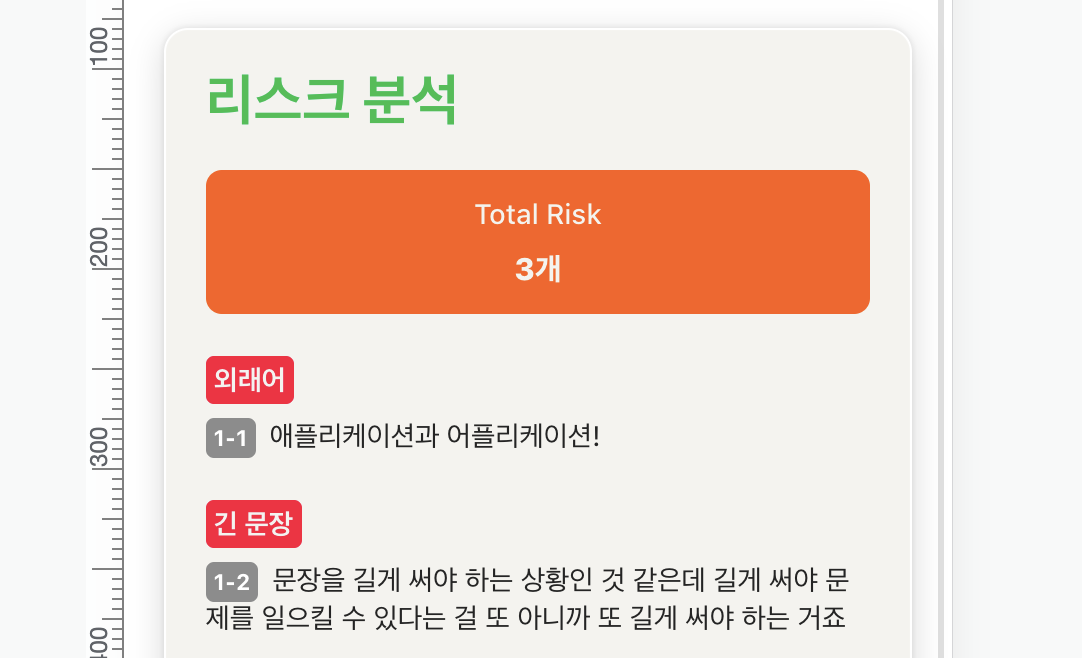 리스크 분석
Total Risk
3개
외래어
1-1 애플리케이션과 어플리케이션!
긴 문장
1-2 문장을 길게 써야 하는 상황인 것 같은데 길게 써야 문
제를 일으킬 수 있다는 걸 또 아니까 또 길게 써야 하는 거죠
100
200
300
400